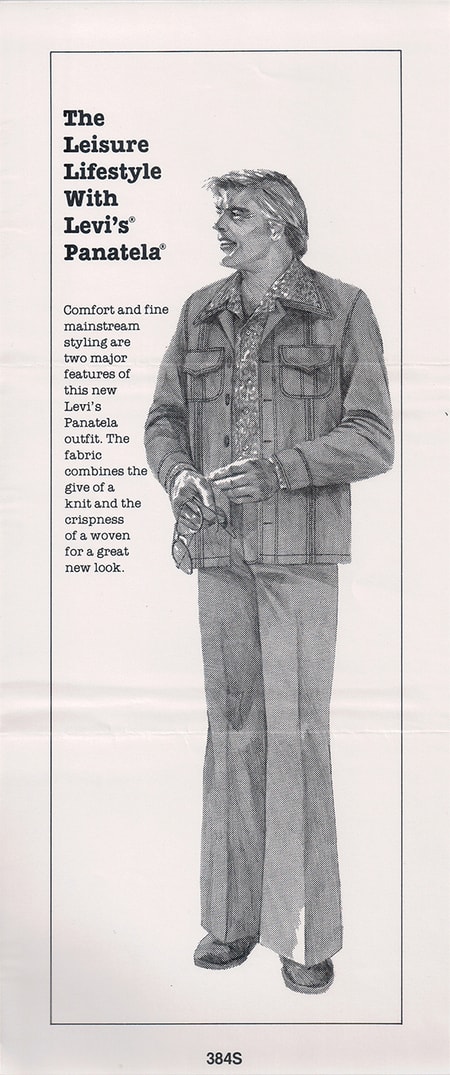 The
Leisure
Lifestyle
With
Levi's®
Panatela®
Comfort and fine
mainstream
styling are
two major
features of
this new
Levi's
Panatela
outfit. The
fabric
combines the
give of a
knit and the
crispness
of a woven
for a great
new look.
384S